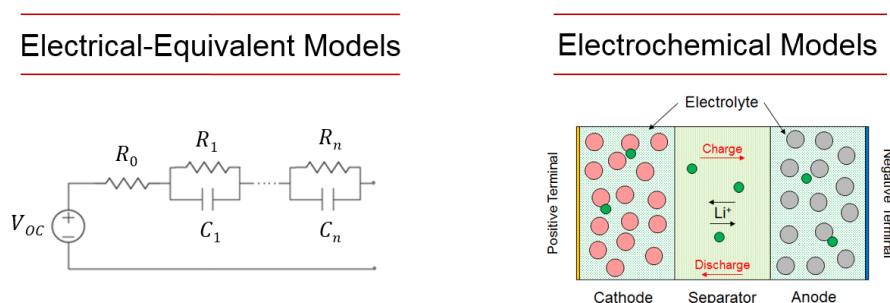 Electrical-Equivalent Models
R₀
R₁
Rₙ
V_OC
C₁
Cₙ
Electrochemical Models
Electrolyte
Positive Terminal
Charge
Li⁺
Discharge
Negative Terminal
Cathode
Separator
Anode